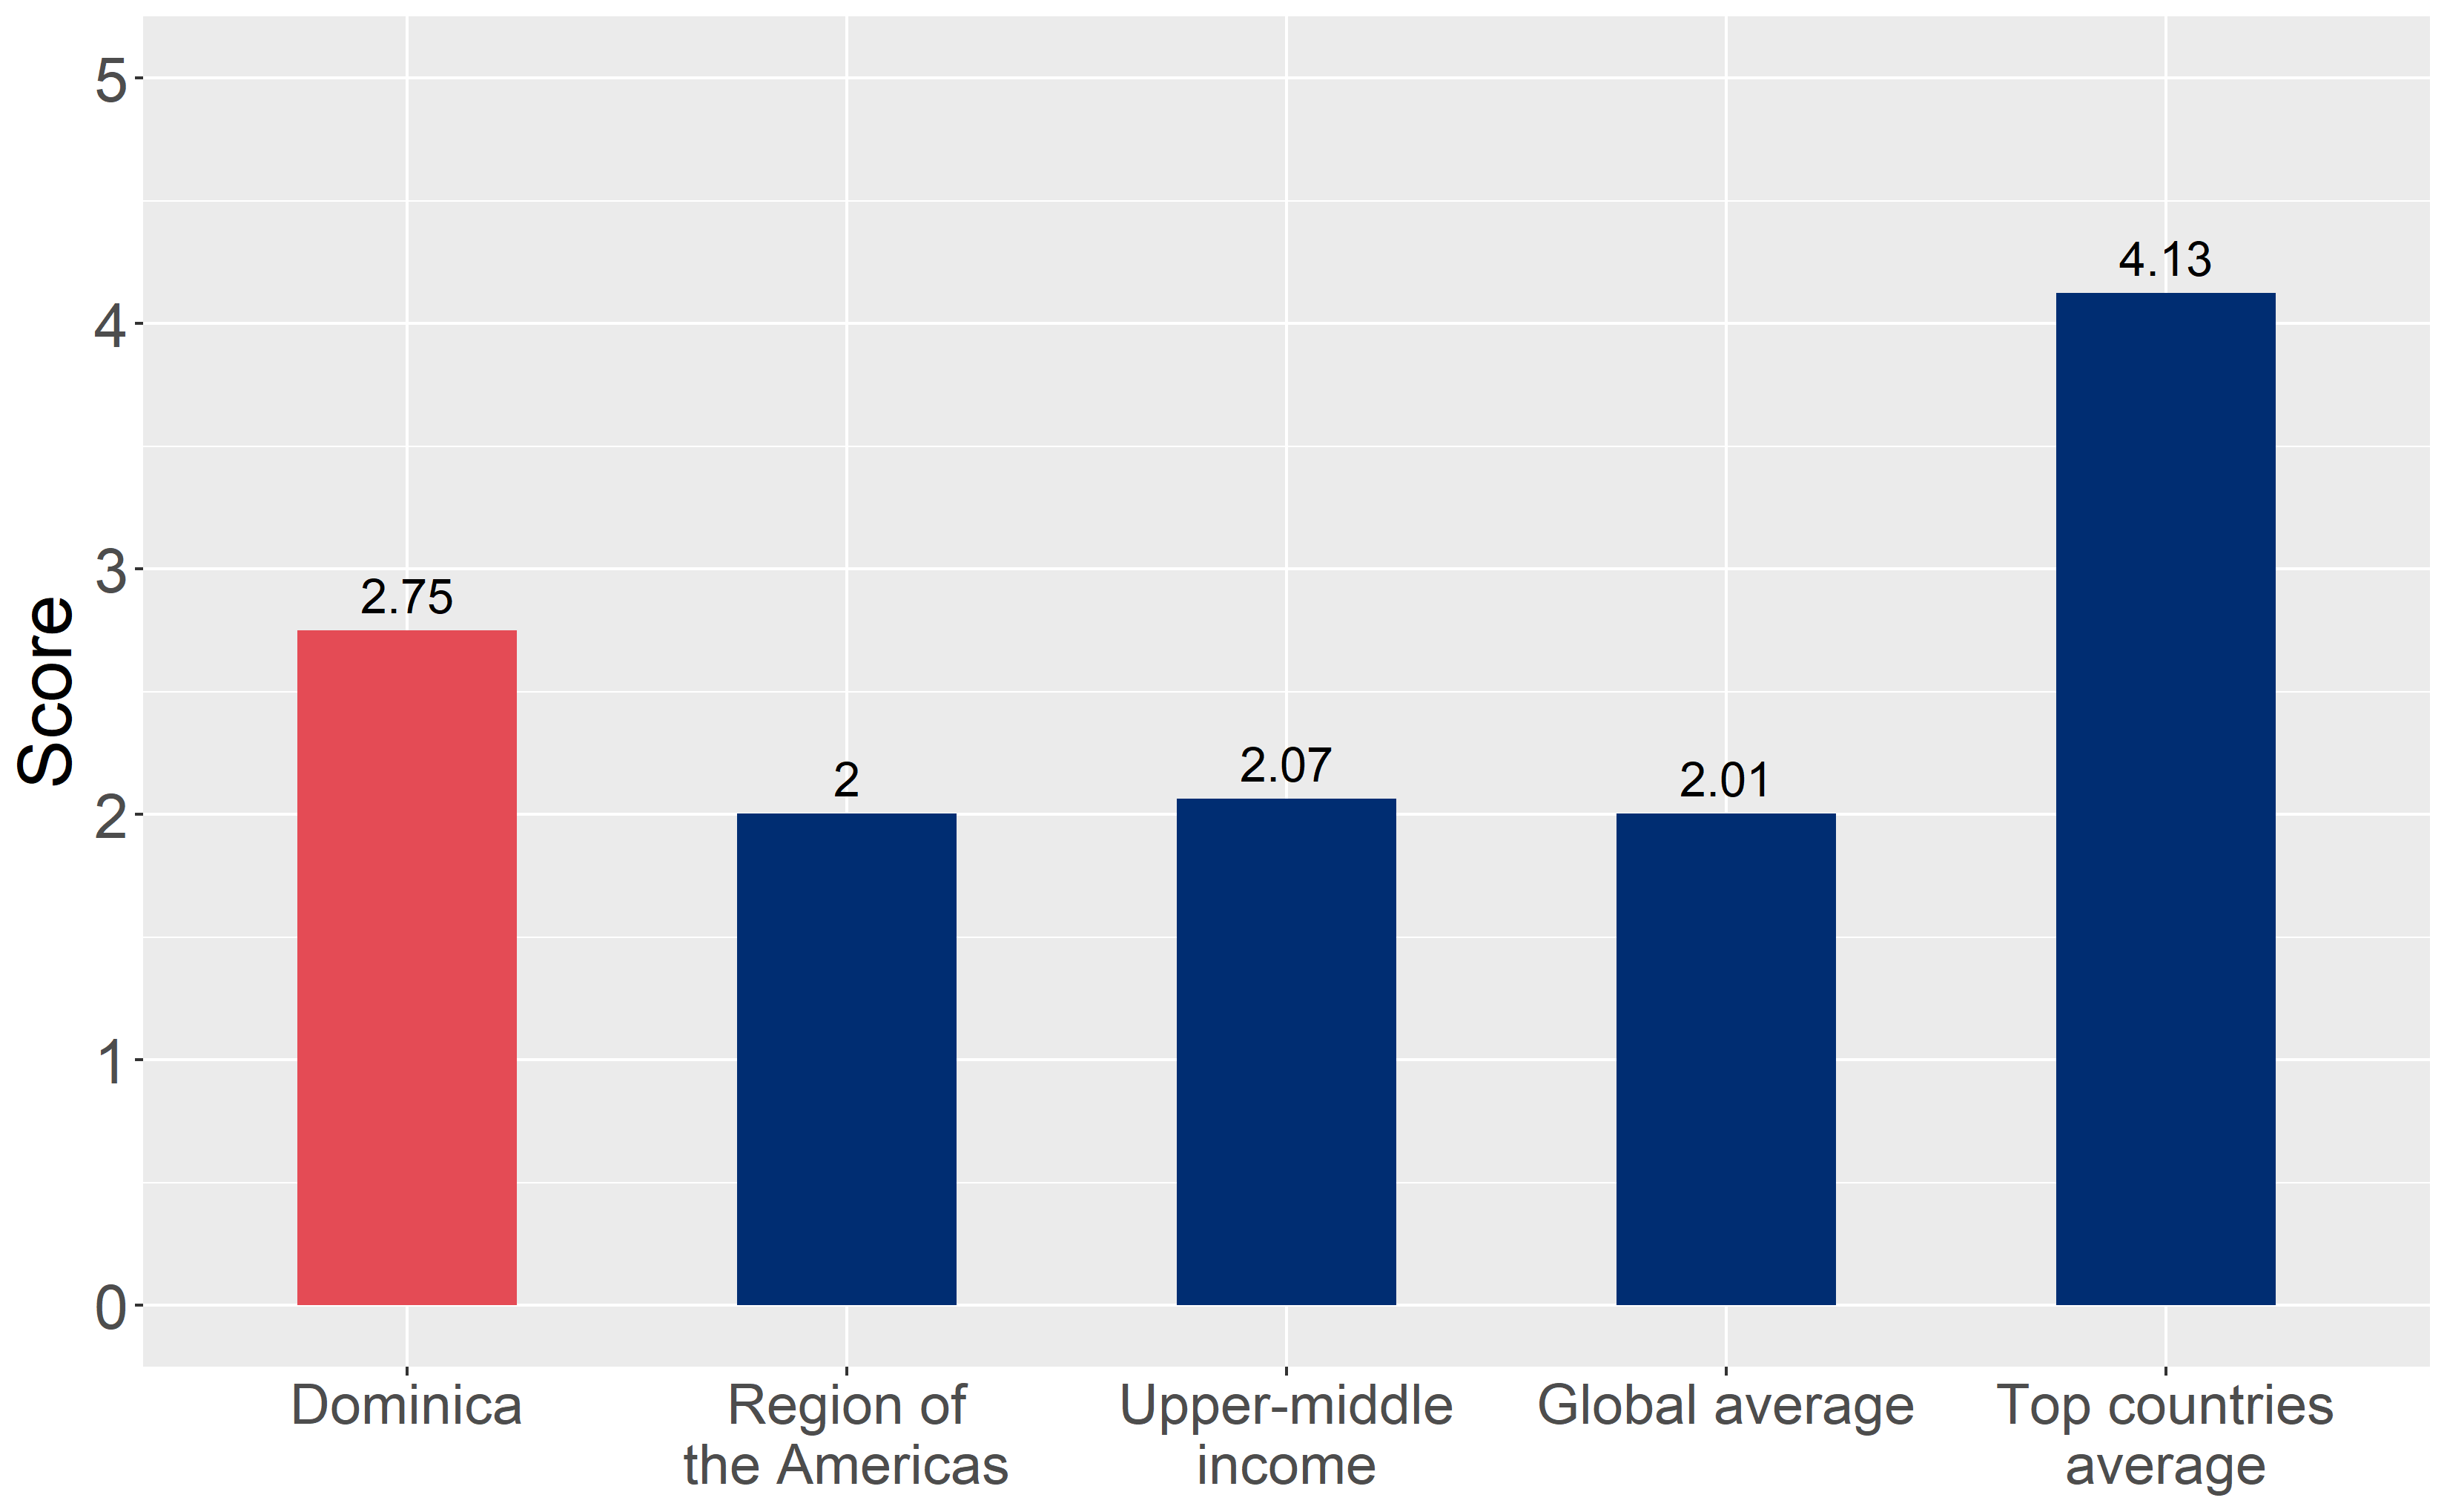 Score
5
4
3
2
1
0
2.75
2
2.07
2.01
4.13
Dominica
Region of
the Americas
Upper-middle
income
Global average
Top countries
average